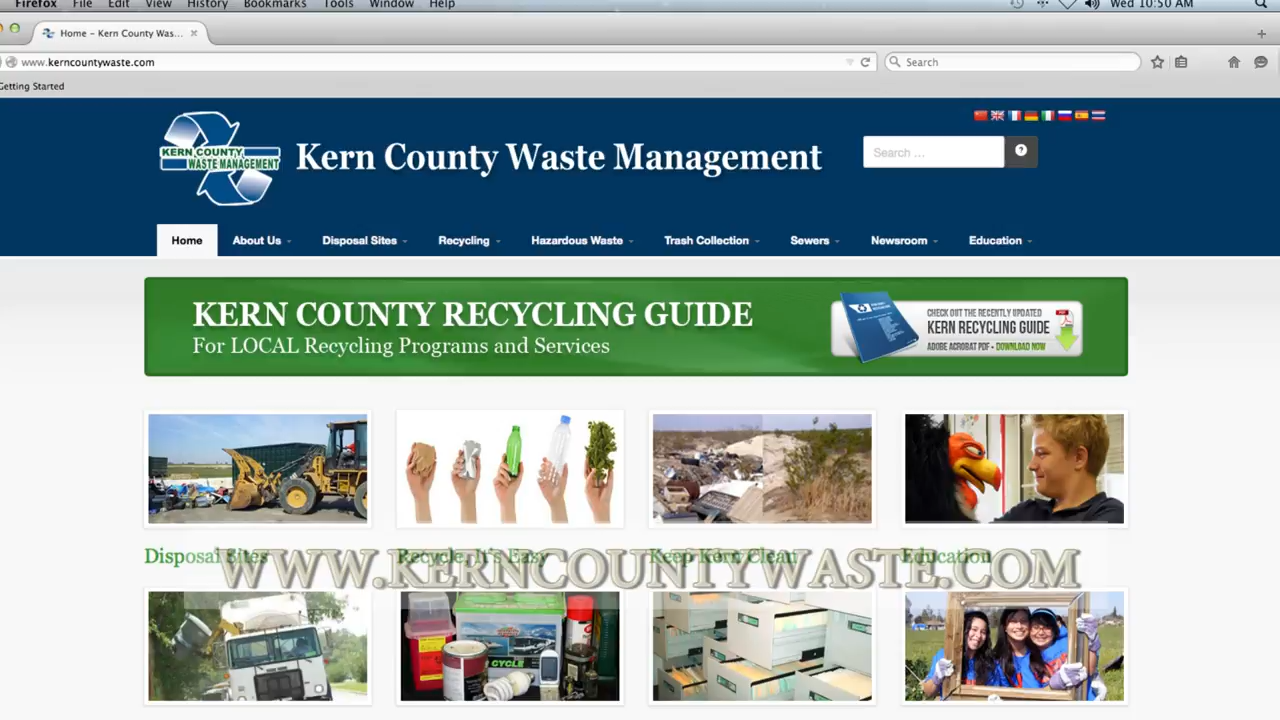 Firefox File Edit View History Bookmarks Tools Window Help
Wed 10:50 AM
Home - Kern County Was...
www.kerncountywaste.com
Search
Getting Started
KERN COUNTY
WASTE MANAGEMENT
Kern County Waste Management
Search ...
Home About Us Disposal Sites Recycling Hazardous Waste Trash Collection Sewers Newsroom Education
KERN COUNTY RECYCLING GUIDE
For LOCAL Recycling Programs and Services
CHECK OUT THE RECENTLY UPDATED
KERN RECYCLING GUIDE
ADOBE ACROBAT PDF - DOWNLOAD NOW
PDF
Disposal Sites Recycle, It's Easy Keep Kern Clean Education
WWW.KERNCOUNTYWASTE.COM
CYCLE